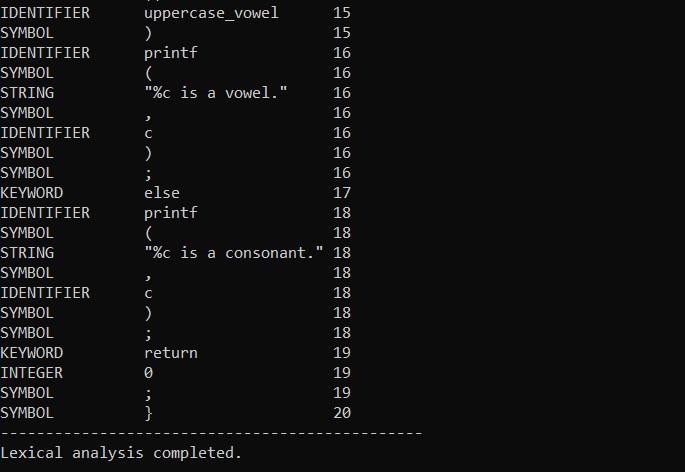 IDENTIFIER uppercase_vowel 15
SYMBOL ) 15
IDENTIFIER printf 16
SYMBOL ( 16
STRING "%c is a vowel." 16
SYMBOL , 16
IDENTIFIER c 16
SYMBOL ) 16
SYMBOL ; 16
KEYWORD else 17
IDENTIFIER printf 18
SYMBOL ( 18
STRING "%c is a consonant." 18
SYMBOL , 18
IDENTIFIER c 18
SYMBOL ) 18
SYMBOL ; 18
KEYWORD return 19
INTEGER 0 19
SYMBOL ; 19
SYMBOL } 20
-----------------------------------------------
Lexical analysis completed.